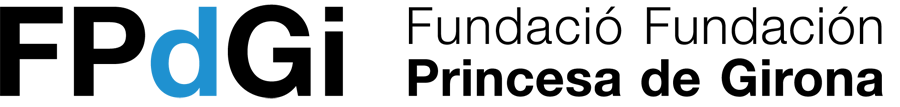 FPdGi
Fundació Fundación
Princesa de Girona